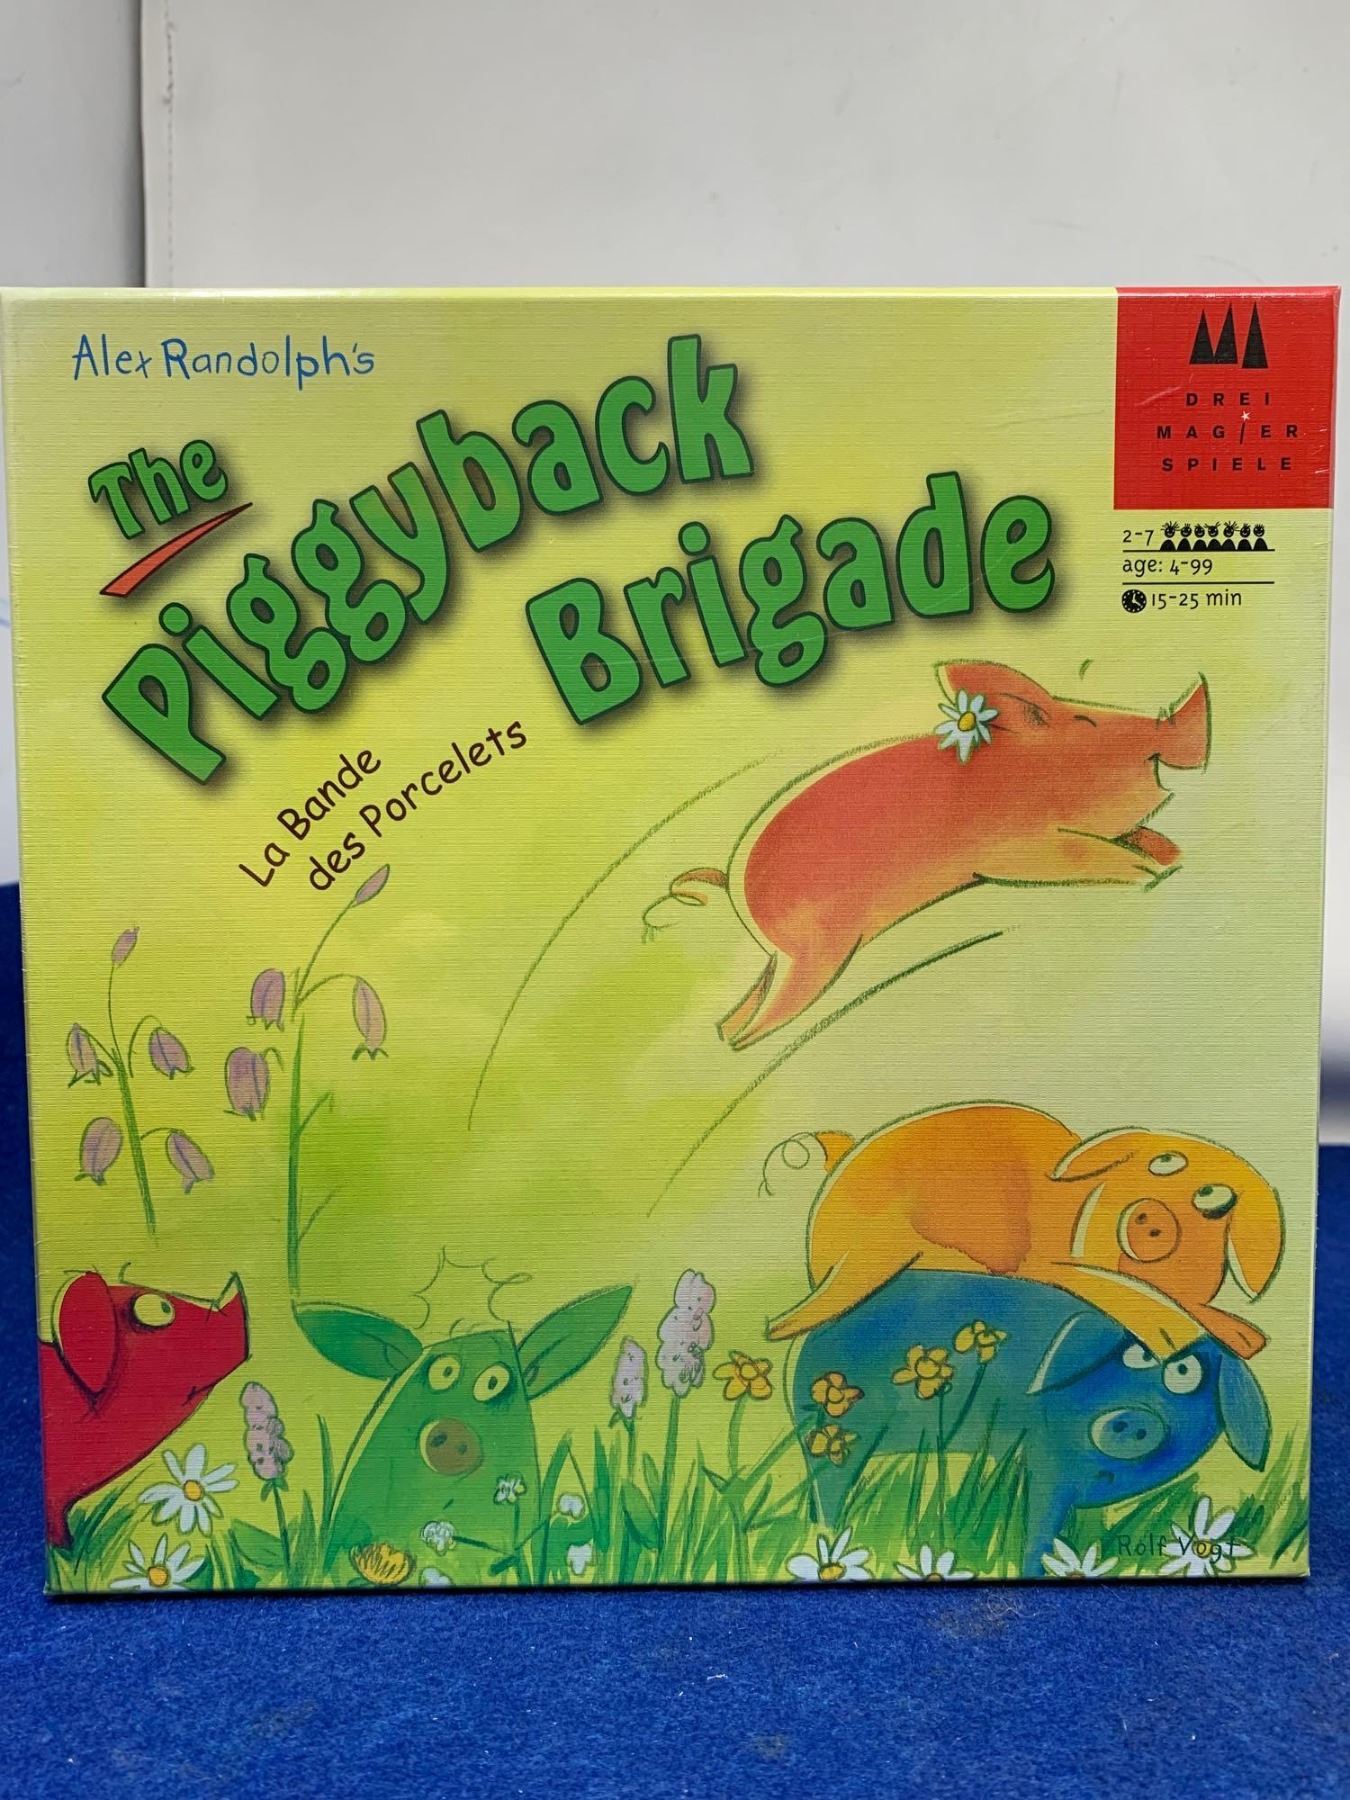 Alex Randolph's
The
Piggyback
Brigade
La Bande
des Porcelets
DREI
MAGIER
SPIELE
2-7
age: 4-99
15-25 min
Rolf Vogt